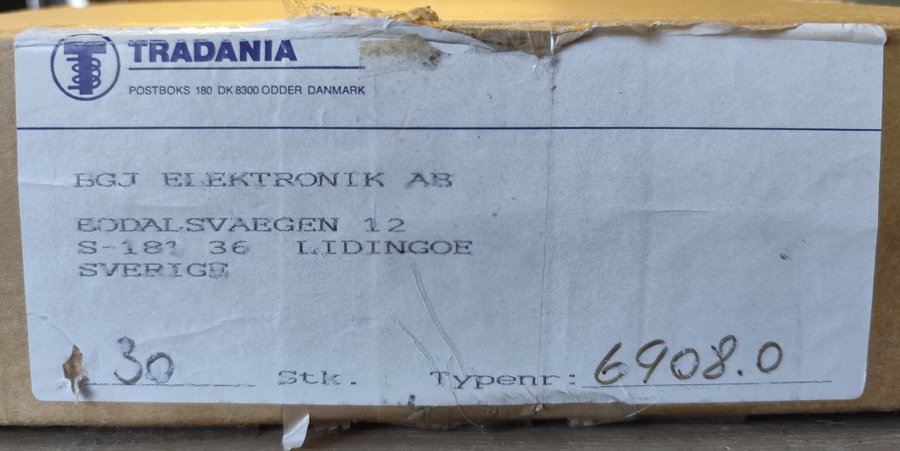 TRADANIA
POSTBOKS 180 DK 8300 ODDER DANMARK
BGJ ELEKTRONIK AB
BODALSVAEGEN 12
S-181 36 LIDINGOE
SVERIGE
30 Stk. Typenr: 6908.0